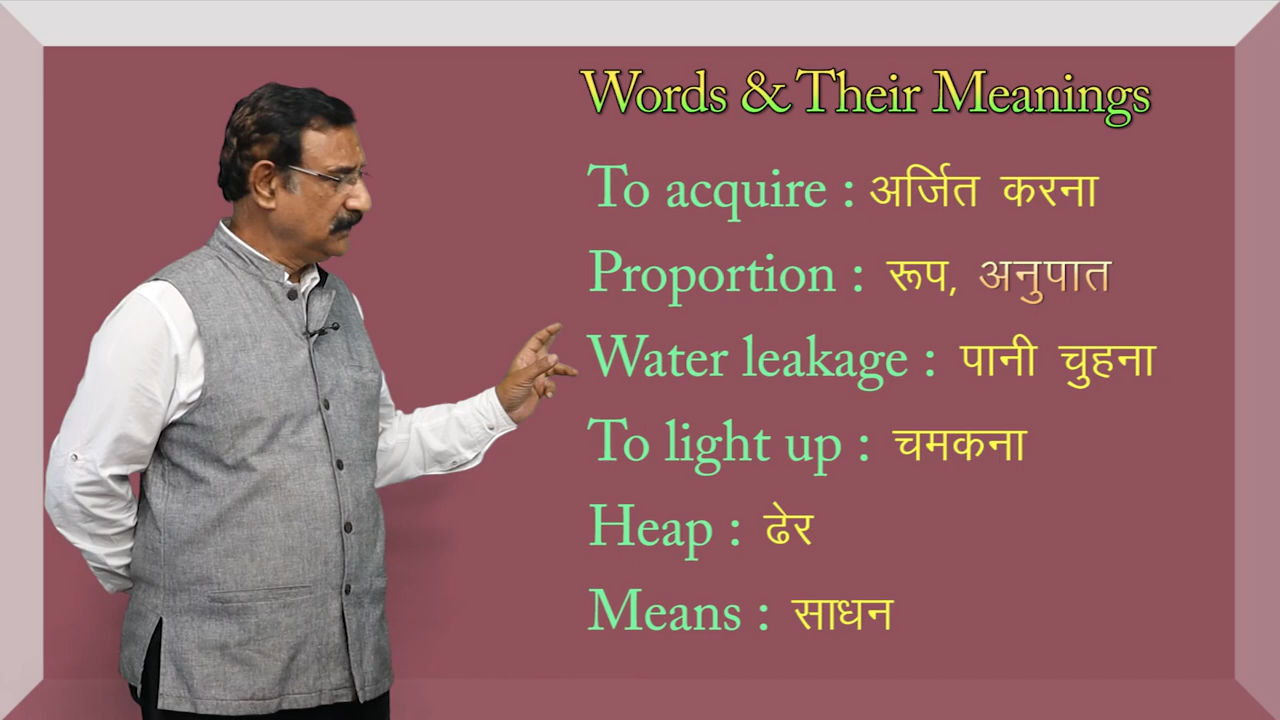 Words & Their Meanings
To acquire : अर्जित करना
Proportion : रूप, अनुपात
Water leakage : पानी चुहना
To light up : चमकना
Heap : ढेर
Means : साधन